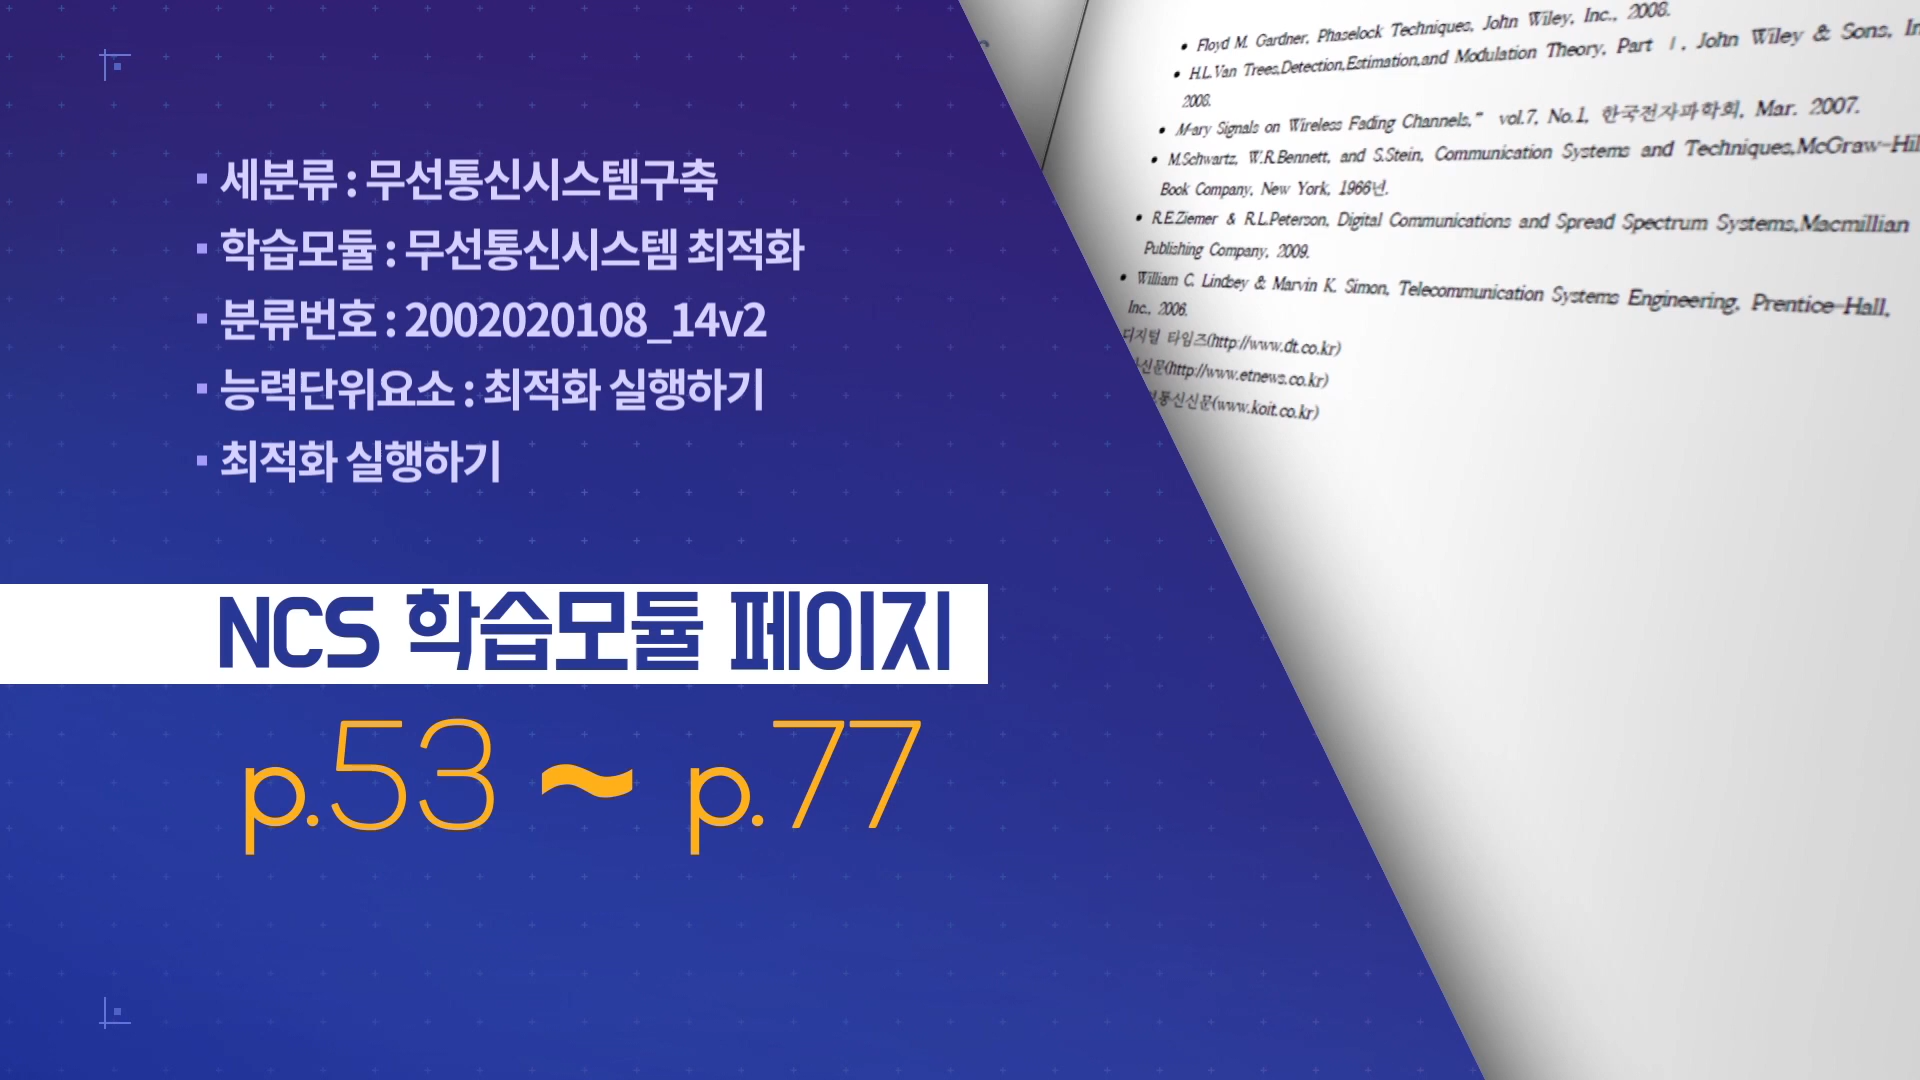 ▪ 세분류 : 무선통신시스템구축
▪ 학습모듈 : 무선통신시스템 최적화
▪ 분류번호 : 2002020108_14v2
▪ 능력단위요소 : 최적화 실행하기
▪ 최적화 실행하기
NCS 학습모듈 페이지
p.53 ~ p.77
• Floyd M. Gardner, Phaselock Techniques, John Wiley, Inc., 2008.
• H.L.Van Trees,Detection,Estimation,and Modulation Theory, Part Ⅰ, John Wiley & Sons,
2008.
• M-ary Signals on Wireless Fading Channels,” vol.7, No.1, 한국전자파학회, Mar. 2007.
• M.Schwartz, W.R.Bennett, and S.Stein, Communication Systems and Techniques,McGraw-Hil
Book Company, New York, 1966년.
• R.E.Ziemer & R.L.Peterson, Digital Communications and Spread Spectrum Systems,Macmillian
Publishing Company, 2009.
• William C. Lindsey & Marvin K. Simon, Telecommunication Systems Engineering, Prentice-Hall,
Inc., 2006.
디지털 타임즈(http://www.dt.co.kr)
신문(http://www.etnews.co.kr)
통신신문(www.koit.co.kr)